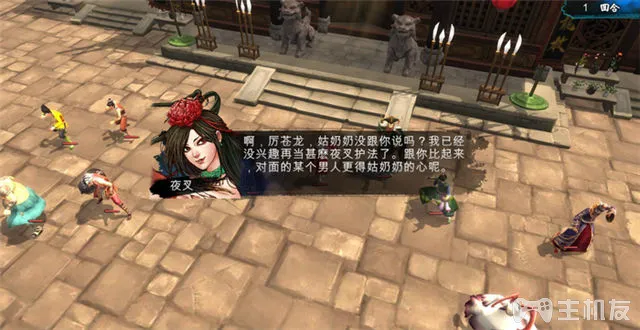 1 回合
啊，厉苍龙，姑奶奶没跟你说吗？我已经
没兴趣再当甚麽夜叉护法了。跟你比起来
，对面的某个男人更得姑奶奶的心呢。
夜叉
主机友